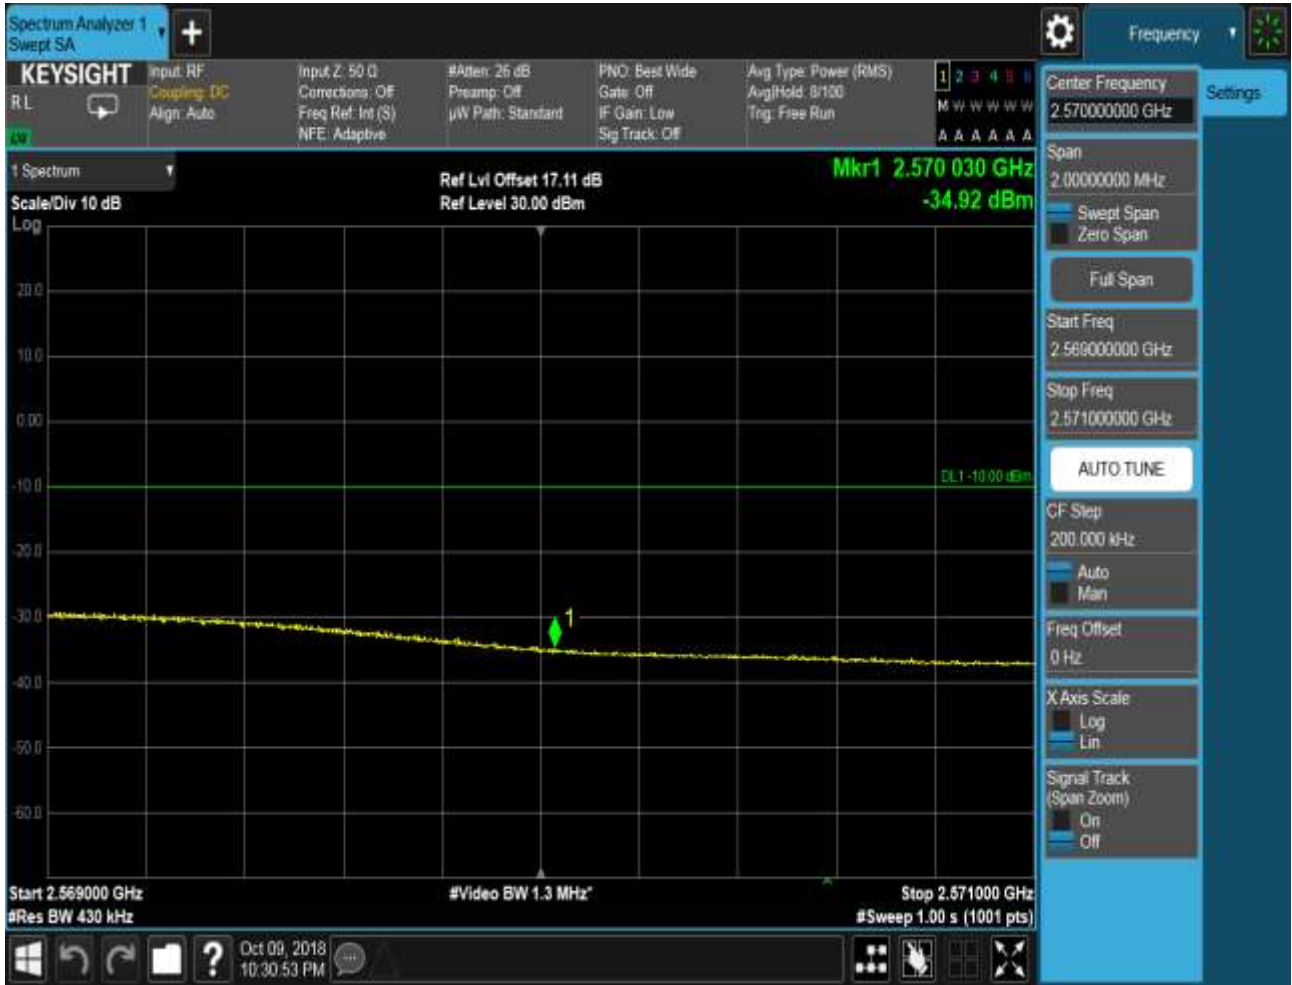 Spectrum Analyzer 1
Swept SA
+
Frequency
KEYSIGHT
RL
LXI
Input: RF
Coupling: DC
Align: Auto
Input Z: 50 Ω
Corrections: Off
Freq Ref: Int (S)
NFE: Adaptive
#Atten: 26 dB
Preamp: Off
µW Path: Standard
PNO: Best Wide
Gate: Off
IF Gain: Low
Sig Track: Off
Avg Type: Power (RMS)
Avg|Hold: 8/100
Trig: Free Run
1 2 3 4 5 6
M W W W W W
A A A A A A
1 Spectrum
Scale/Div 10 dB
Log
Ref Lvl Offset 17.11 dB
Ref Level 30.00 dBm
Mkr1 2.570 030 GHz
-34.92 dBm
20.0
10.0
0.00
-10.0
-20.0
-30.0
-40.0
-50.0
-60.0
DL1 -10.00 dBm
1
Start 2.569000 GHz
#Res BW 430 kHz
#Video BW 1.3 MHz*
Stop 2.571000 GHz
#Sweep 1.00 s (1001 pts)
?
Oct 09, 2018
10:30:53 PM
Center Frequency
2.570000000 GHz
Settings
Span
2.00000000 MHz
Swept Span
Zero Span
Full Span
Start Freq
2.569000000 GHz
Stop Freq
2.571000000 GHz
AUTO TUNE
CF Step
200.000 kHz
Auto
Man
Freq Offset
0 Hz
X Axis Scale
Log
Lin
Signal Track
(Span Zoom)
On
Off